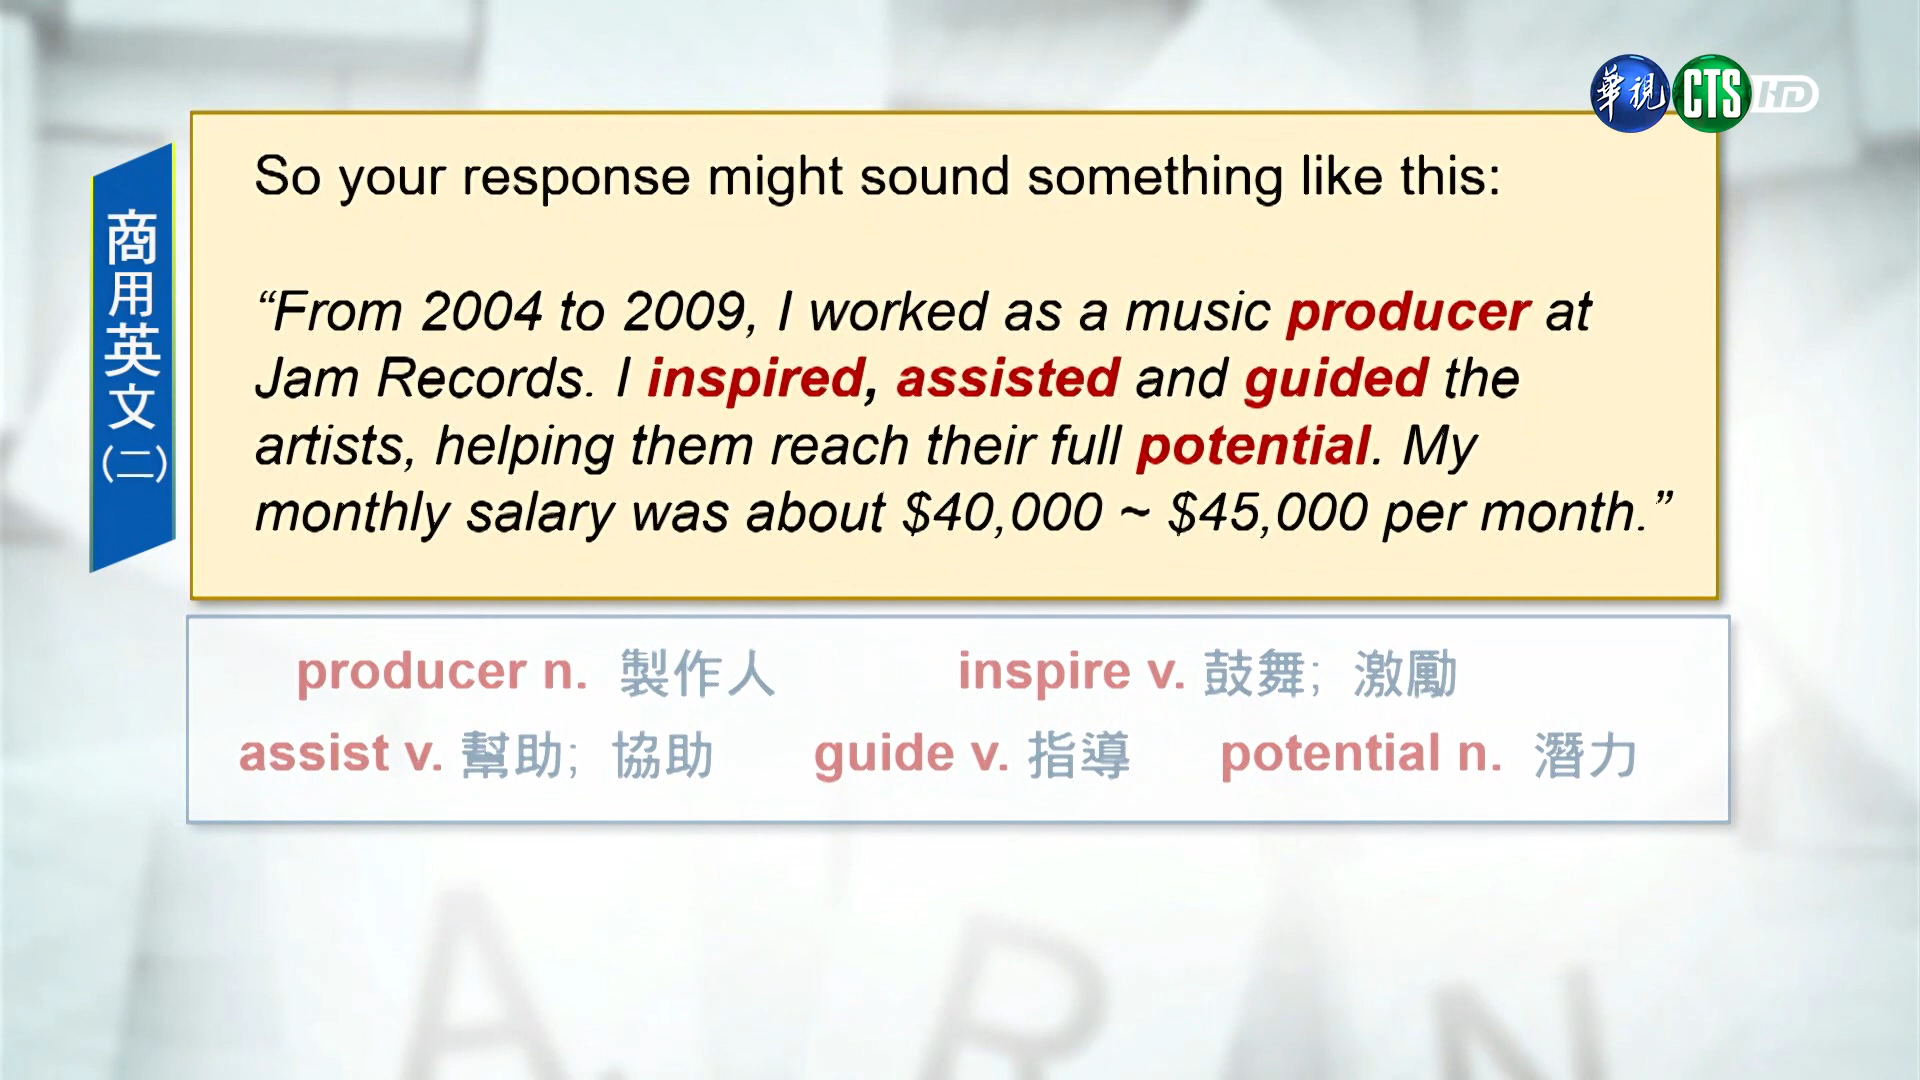 華視 CTS HD
商用英文(二)
So your response might sound something like this:
“From 2004 to 2009, I worked as a music producer at
Jam Records. I inspired, assisted and guided the
artists, helping them reach their full potential. My
monthly salary was about $40,000 ~ $45,000 per month.”
producer n. 製作人 inspire v. 鼓舞; 激勵
assist v. 幫助; 協助 guide v. 指導 potential n. 潛力
A R N